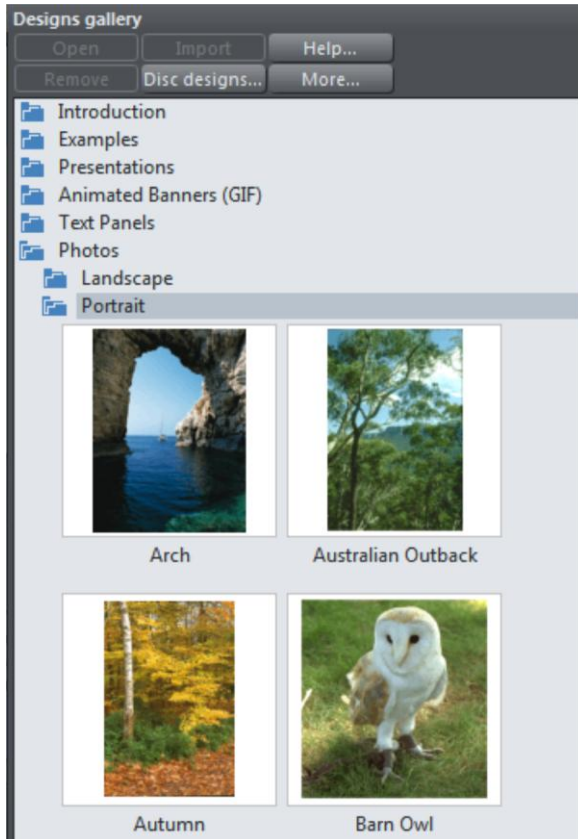 Designs gallery
Open Import Help...
Remove Disc designs... More...
Introduction
Examples
Presentations
Animated Banners (GIF)
Text Panels
Photos
Landscape
Portrait
Arch Australian Outback
Autumn Barn Owl